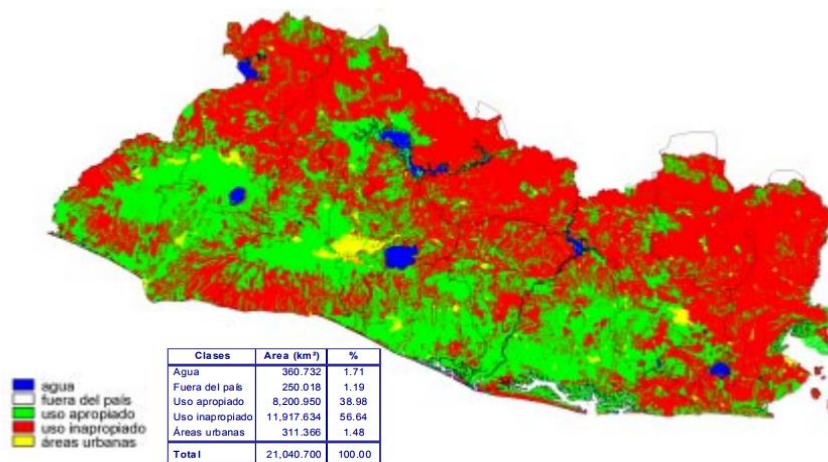 agua
fuera del país
uso apropiado
uso inapropiado
áreas urbanas
Clases Area (km²) %
Agua 360.732 1.71
Fuera del país 250.018 1.19
Uso apropiado 8,200.950 38.98
Uso inapropiado 11,917.634 56.64
Áreas urbanas 311.366 1.48
Total 21,040.700 100.00